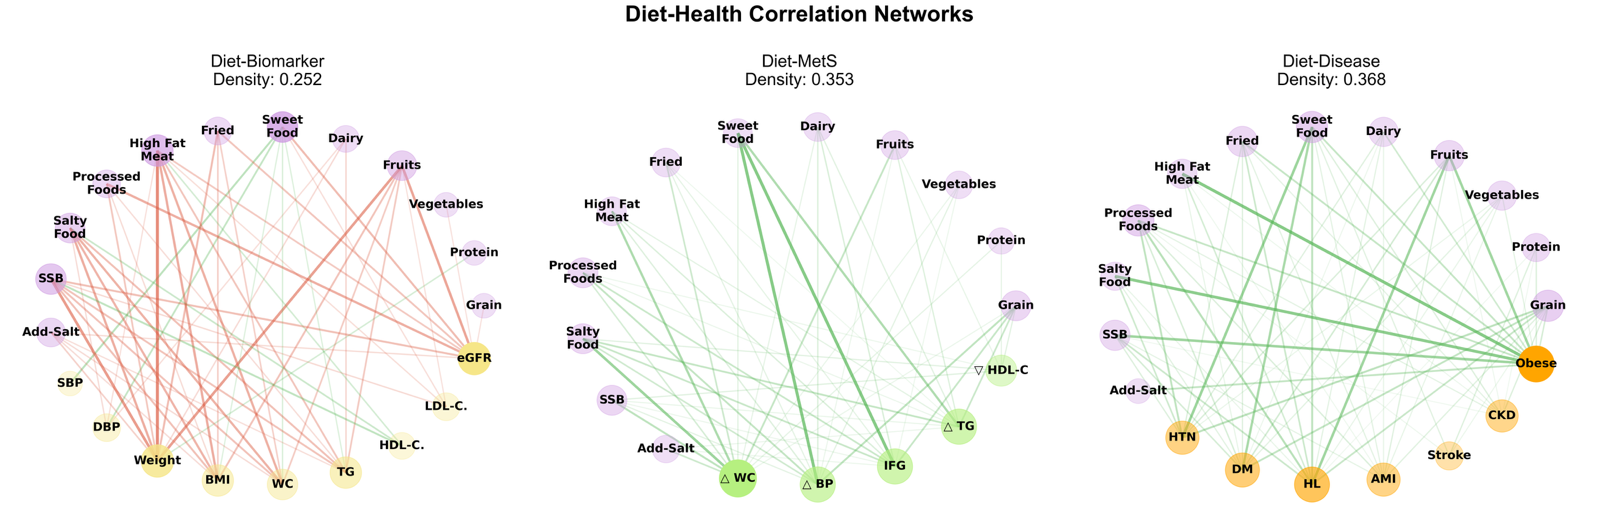 Diet-Health Correlation Networks
Diet-Biomarker
Density: 0.252
Sweet
Food
Fried
Dairy
High Fat
Meat
Fruits
Processed
Foods
Vegetables
Salty
Food
Protein
SSB
Grain
Add-Salt
eGFR
SBP
LDL-C.
DBP
HDL-C.
Weight
TG
BMI
WC
Diet-MetS
Density: 0.353
Sweet
Food
Dairy
Fried
Fruits
Vegetables
High Fat
Meat
Protein
Processed
Foods
Grain
Salty
Food
▽ HDL-C
SSB
△ TG
Add-Salt
IFG
△ WC
△ BP
Diet-Disease
Density: 0.368
Sweet
Food
Dairy
Fried
Fruits
High Fat
Meat
Vegetables
Processed
Foods
Protein
Salty
Food
Grain
SSB
Obese
Add-Salt
CKD
HTN
Stroke
DM
AMI
HL